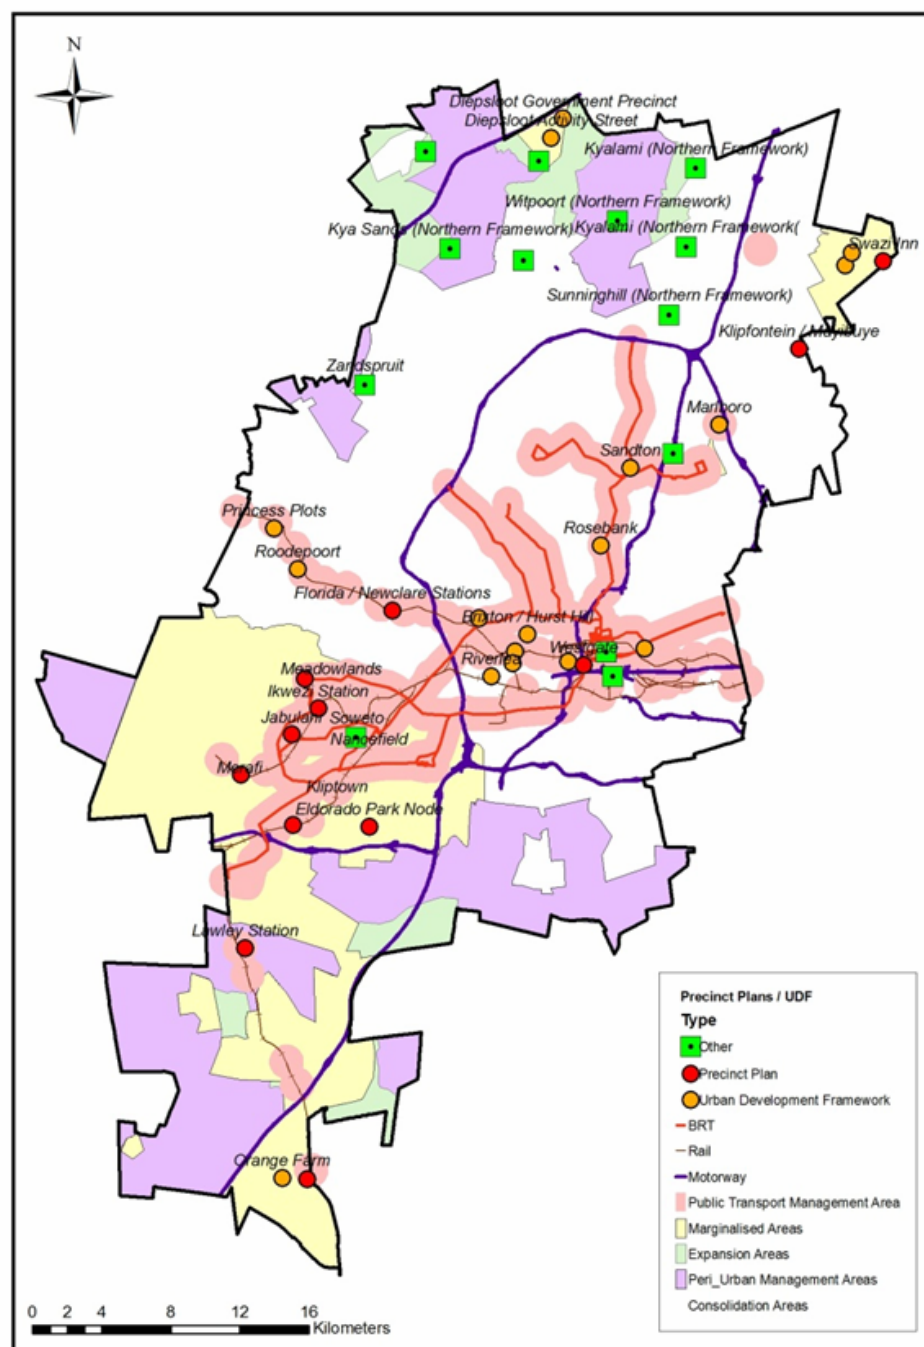 N
Diepsloot Government Precinct
Diepsloot Activity Street
Kyalami (Northern Framework)
Witpoort (Northern Framework)
Kya Sands (Northern Framework)
Kyalami (Northern Framework(
Swazi Inn
Sunninghill (Northern Framework)
Klipfontein / Mayibuye
Zandspruit
Marlboro
Sandton
Princess Plots
Rosebank
Roodepoort
Florida / Newclare Stations
Brixton / Hurst Hill
Westgate
Riverlea
Meadowlands
Ikwezi Station
Jabulani Soweto
Nancefield
Merafi
Kliptown
Eldorado Park Node
Lawley Station
Orange Farm
Precinct Plans / UDF
Type
Other
Precinct Plan
Urban Development Framework
BRT
Rail
Motorway
Public Transport Management Area
Marginalised Areas
Expansion Areas
Peri_Urban Management Areas
Consolidation Areas
0 2 4 8 12 16
Kilometers